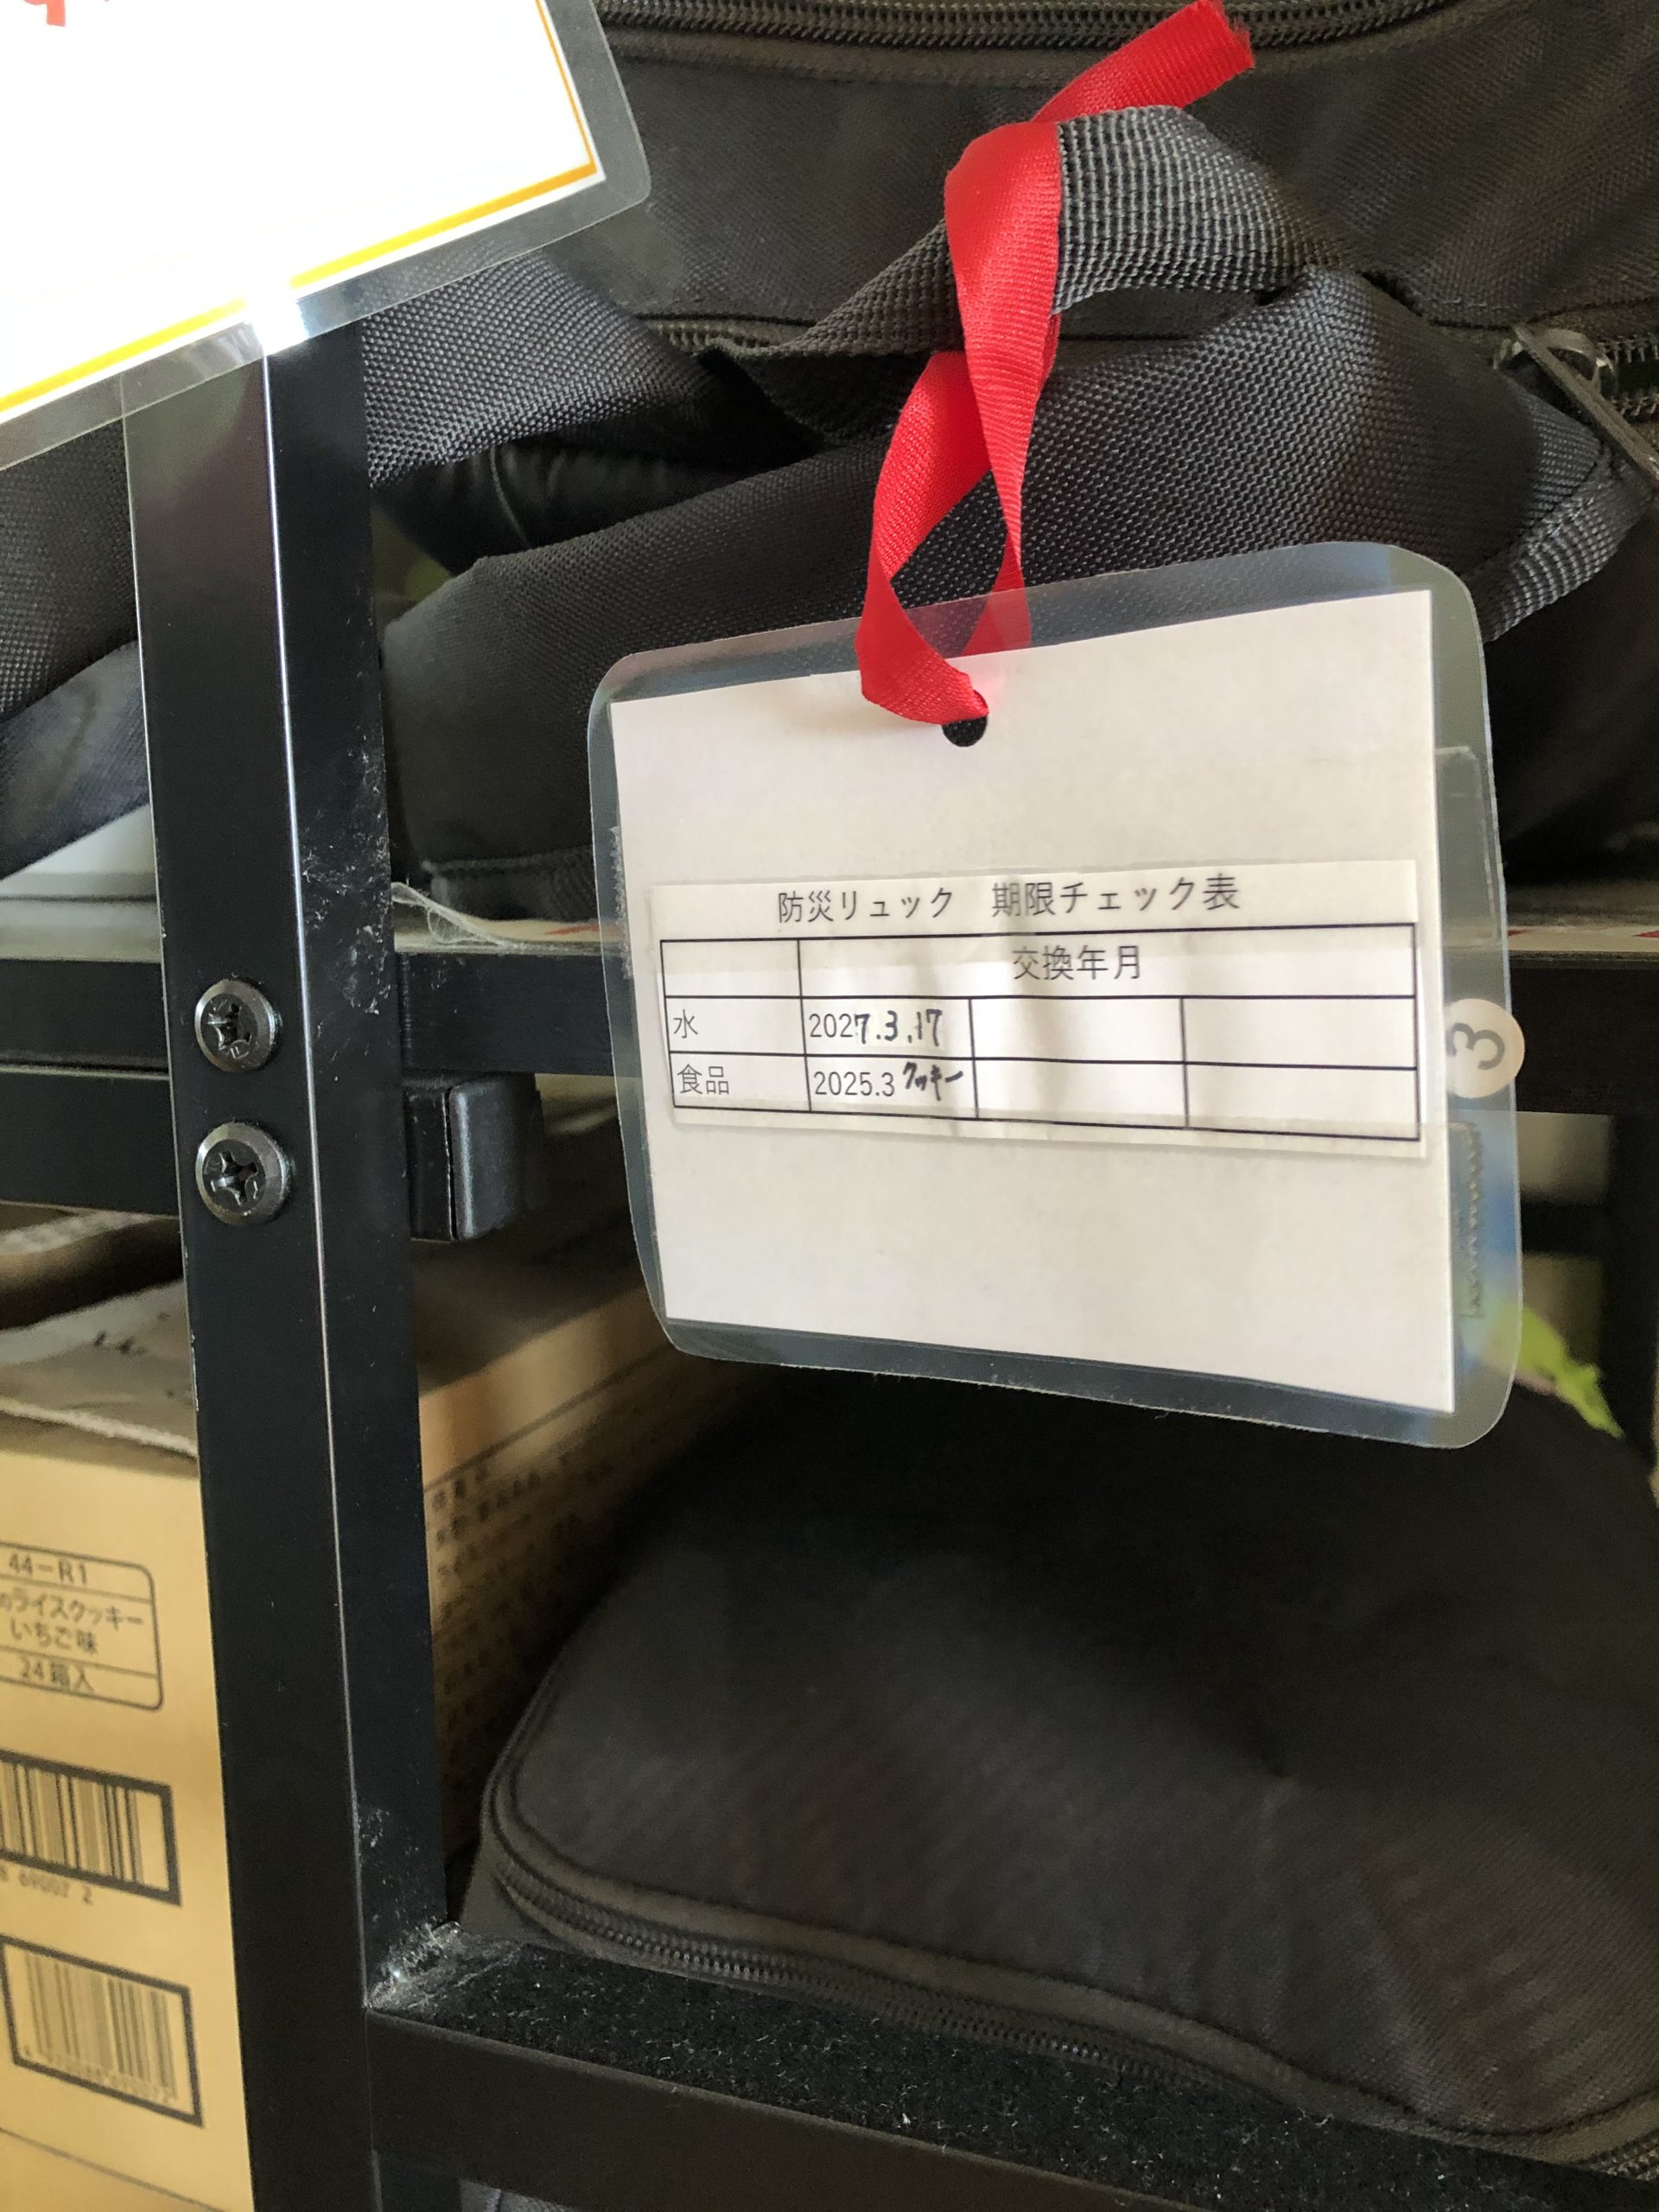 防災リュック 期限チェック表
交換年月
水 2027.3.17
食品 2025.3 クッキー
3
44-R1
ライスクッキー
いちご味
24箱入
69007 2